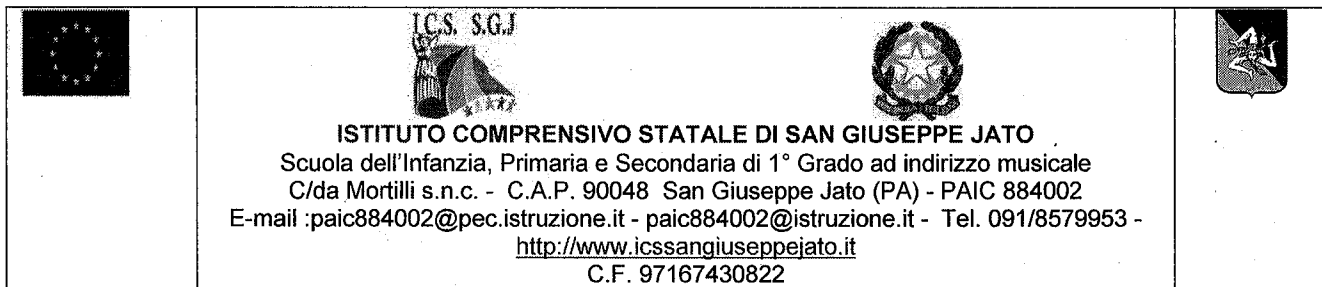 I.C.S. S.G.J
ISTITUTO COMPRENSIVO STATALE DI SAN GIUSEPPE JATO
Scuola dell'Infanzia, Primaria e Secondaria di 1° Grado ad indirizzo musicale
C/da Mortilli s.n.c. - C.A.P. 90048 San Giuseppe Jato (PA) - PAIC 884002
E-mail :paic884002@pec.istruzione.it - paic884002@istruzione.it - Tel. 091/8579953 -
http://www.icssangiuseppejato.it
C.F. 97167430822